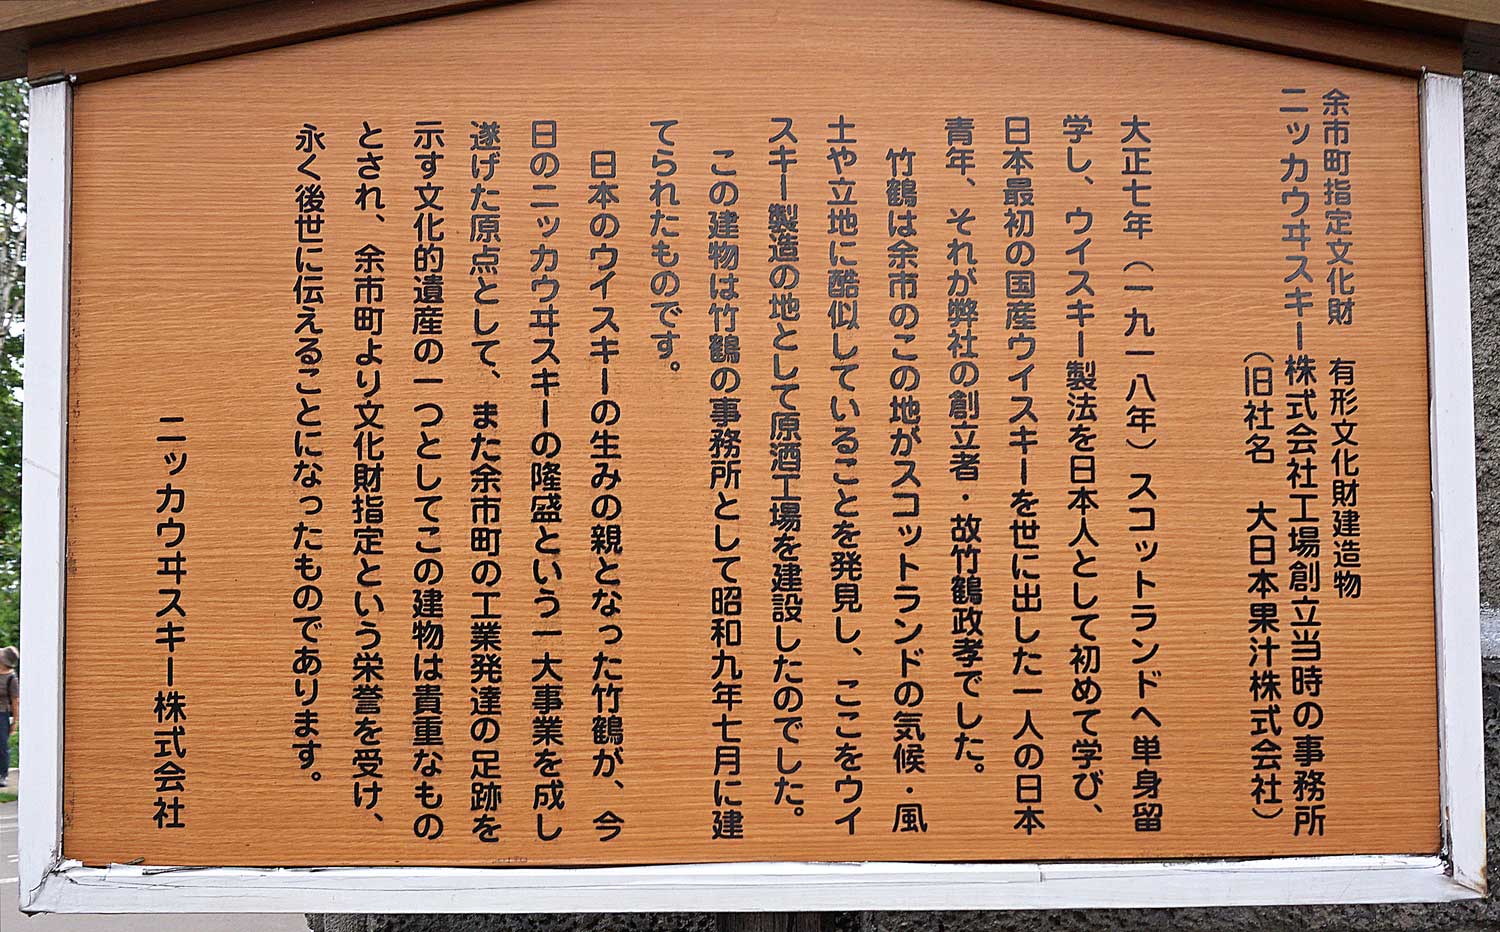 余市町指定文化財　有形文化財建造物
ニッカウヰスキー株式会社工場創立当時の事務所
（旧社名　大日本果汁株式会社）
大正七年（一九一八年）スコットランドへ単身留
学し、ウイスキー製法を日本人として初めて学び、
日本最初の国産ウイスキーを世に出した一人の日本
青年、それが弊社の創立者・故竹鶴政孝でした。
竹鶴は余市のこの地がスコットランドの気候・風
土や立地に酷似していることを発見し、ここをウイ
スキー製造の地として原酒工場を建設したのでした。
この建物は竹鶴の事務所として昭和九年七月に建
てられたものです。
日本のウイスキーの生みの親となった竹鶴が、今
日のニッカウヰスキーの隆盛という一大事業を成し
遂げた原点として、また余市町の工業発達の足跡を
示す文化的遺産の一つとしてこの建物は貴重なもの
とされ、余市町より文化財指定という栄誉を受け、
永く後世に伝えることになったものであります。
ニッカウヰスキー株式会社